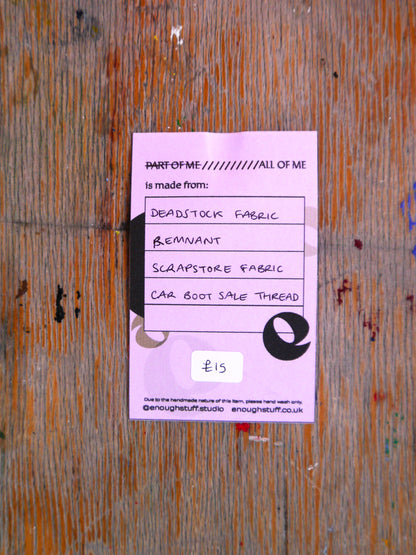 PART OF ME//////////ALL OF ME
is made from:
DEADSTOCK FABRIC
REMNANT
SCRAPSTORE FABRIC
CAR BOOT SALE THREAD
£15
Due to the handmade nature of this item, please hand wash only.
@enoughstuff.studio enoughstuff.co.uk